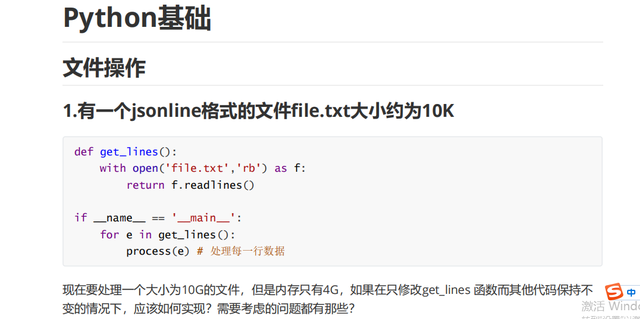 Python基础
文件操作
1.有一个jsonline格式的文件file.txt大小约为10K
def get_lines():
    with open('file.txt','rb') as f:
        return f.readlines()
if __name__ == '__main__':
    for e in get_lines():
        process(e) # 处理每一行数据
现在要处理一个大小为10G的文件，但是内存只有4G，如果在只修改get_lines 函数而其他代码保持不
变的情况下，应该如何实现？需要考虑的问题都有那些？
中
激活 Windo